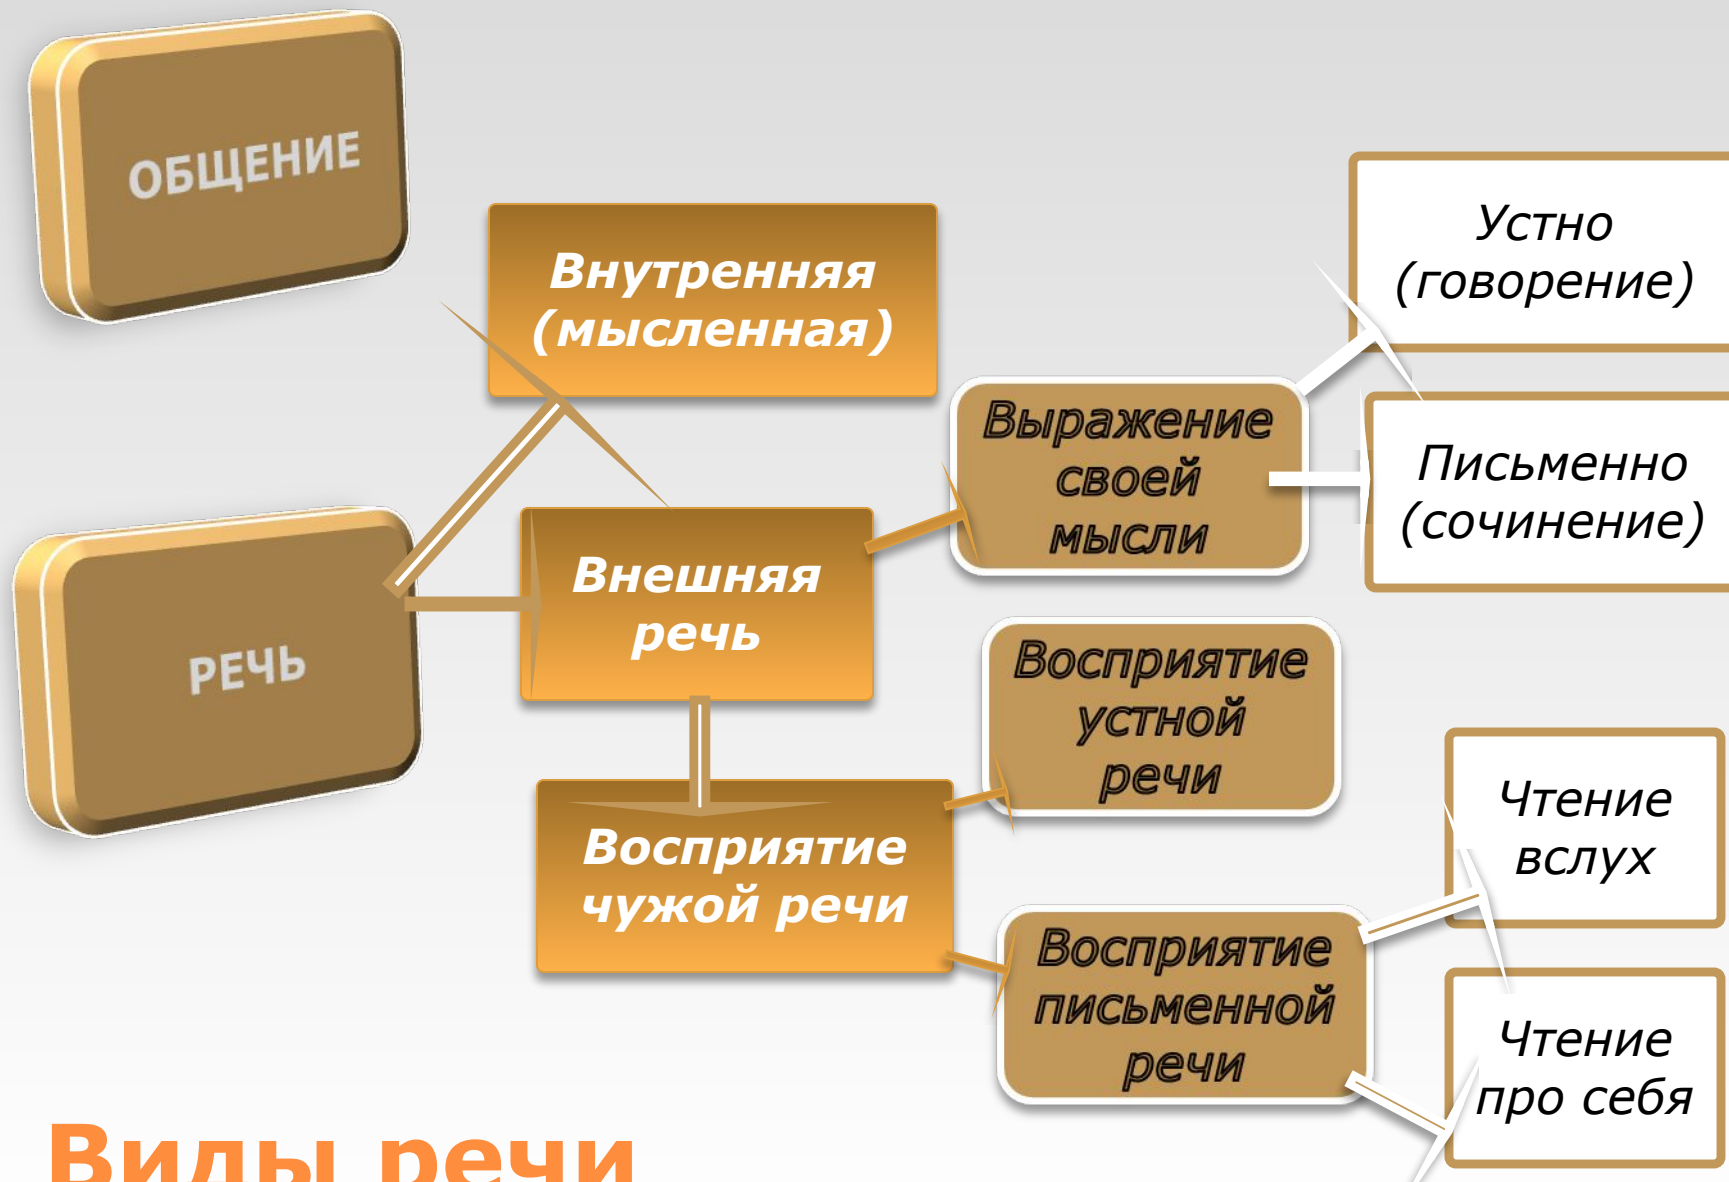 ОБЩЕНИЕ
Внутренняя
(мысленная)
Устно
(говорение)
Выражение
своей
мысли
Письменно
(сочинение)
РЕЧЬ
Внешняя
речь
Восприятие
устной
речи
Восприятие
чужой речи
Чтение
вслух
Восприятие
письменной
речи
Чтение
про себя
Виды речи